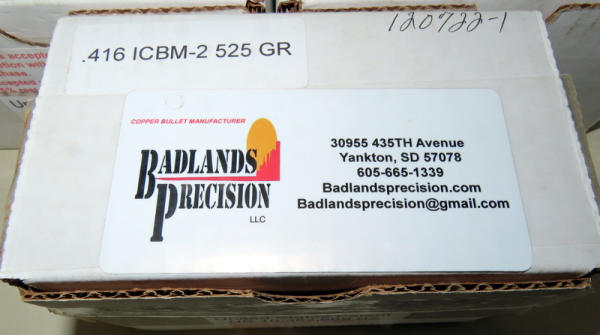 120722-1
.416 ICBM-2 525 GR
COPPER BULLET MANUFACTURER
BADLANDS
PRECISION
LLC
30955 435TH Avenue
Yankton, SD 57078
605-665-1339
Badlandsprecision.com
Badlandsprecision@gmail.com